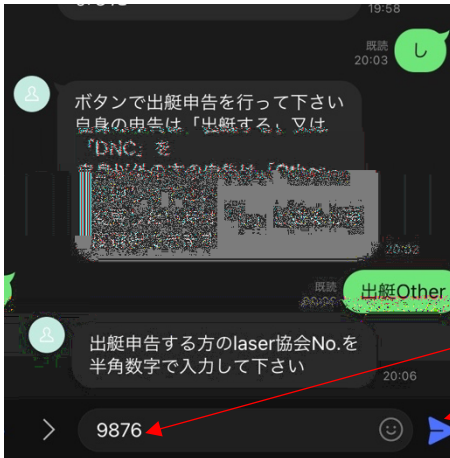 19:58
既読
20:03
し
ボタンで出艇申告を行って下さい
自身の申告は「出艇する」又は
「DNC」を
20:03
既読
出艇Other
出艇申告する方のlaser協会No.を
半角数字で入力して下さい
20:06
9876